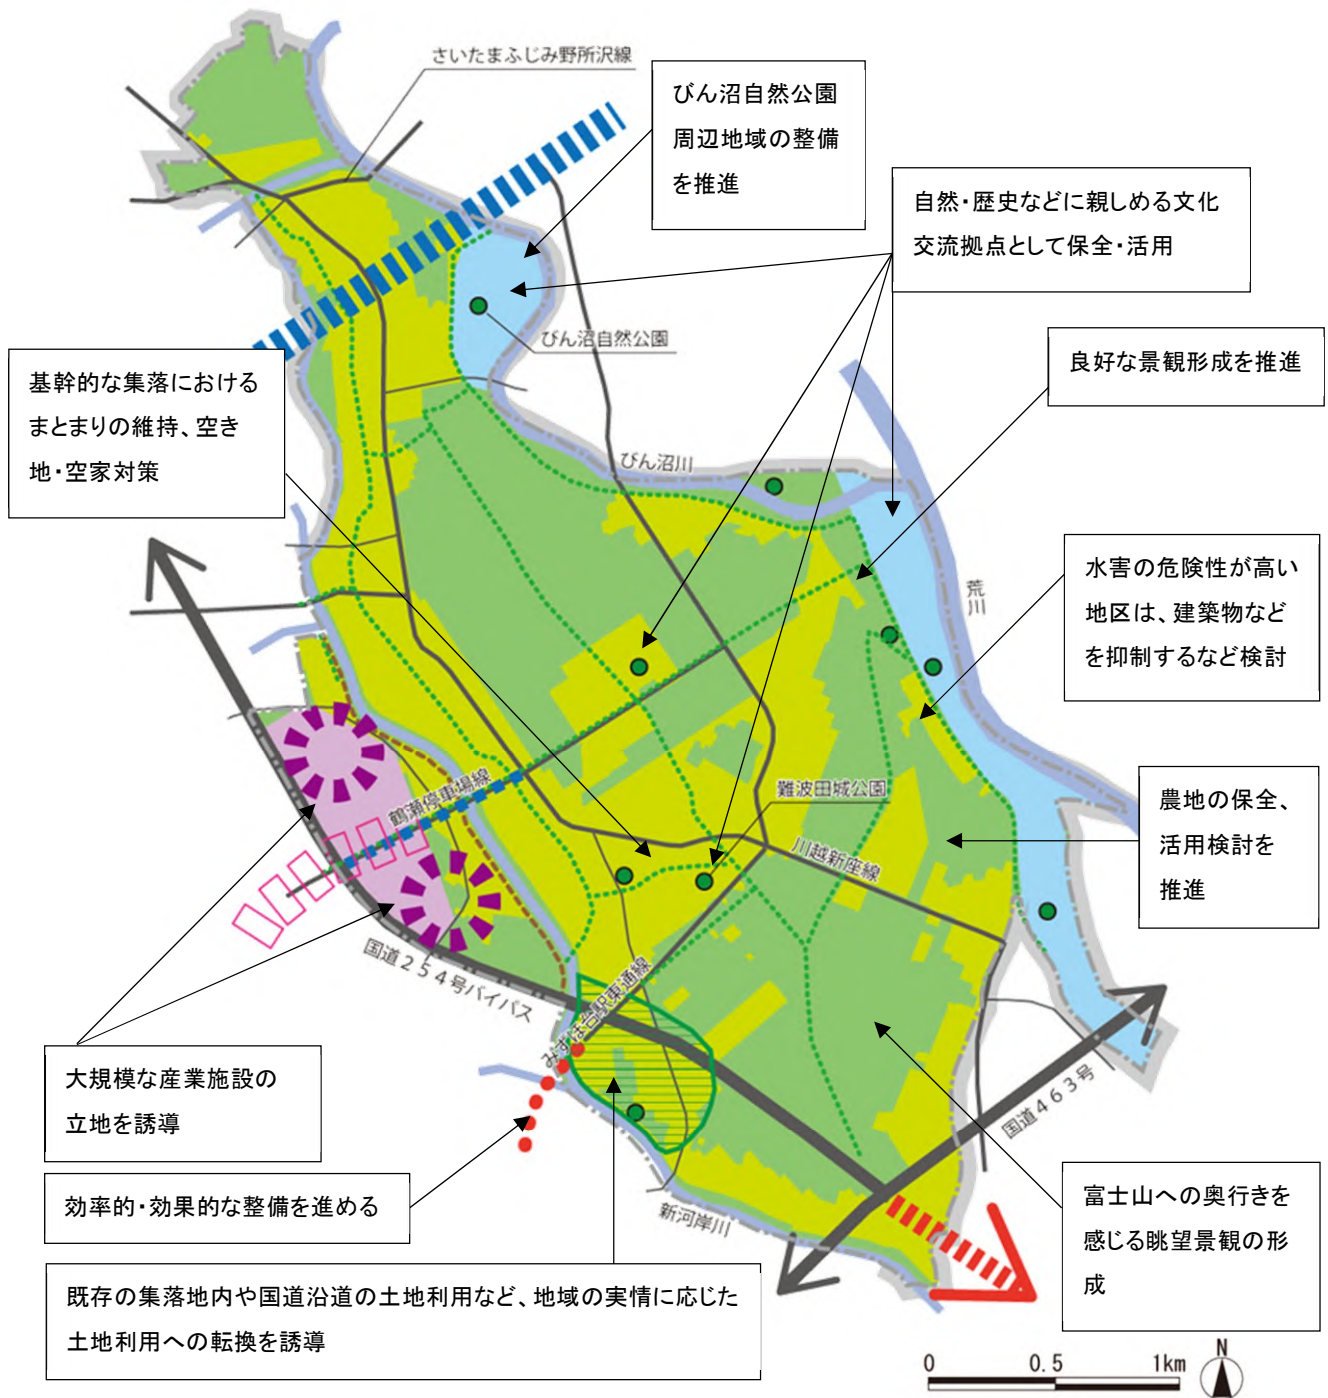 さいたまふじみ野所沢線
びん沼自然公園
周辺地域の整備
を推進
自然・歴史などに親しめる文化
交流拠点として保全・活用
びん沼自然公園
良好な景観形成を推進
基幹的な集落における
まとまりの維持、空き
地・空家対策
びん沼川
荒川
水害の危険性が高い
地区は、建築物など
を抑制するなど検討
鶴瀬停車場線
難波田城公園
川越新座線
農地の保全、
活用検討を
推進
国道254号バイパス
みずほ台駅東通線
国道463号
大規模な産業施設の
立地を誘導
効率的・効果的な整備を進める
新河岸川
富士山への奥行きを
感じる眺望景観の形
成
既存の集落地内や国道沿道の土地利用など、地域の実情に応じた
土地利用への転換を誘導
0 0.5 1km
N